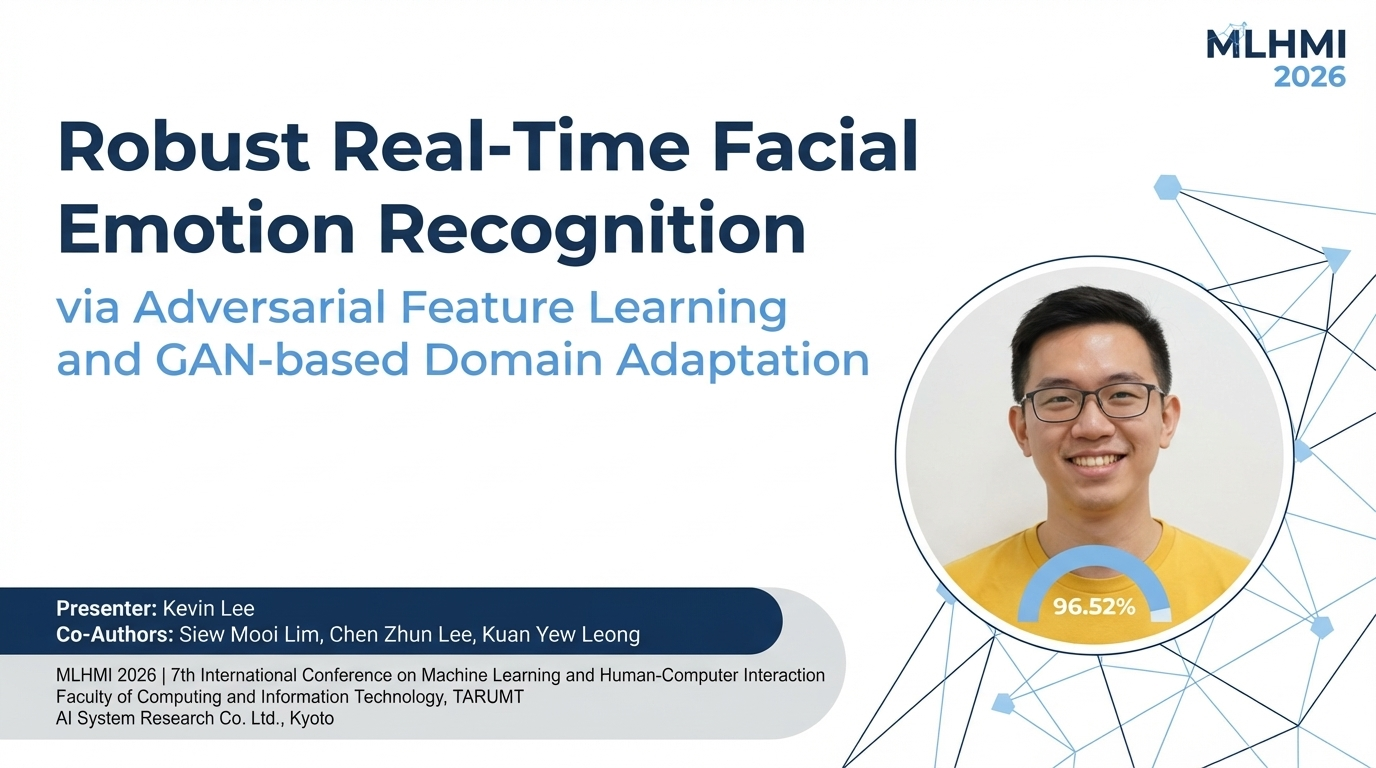 MLHMI
2026
Robust Real-Time Facial
Emotion Recognition
via Adversarial Feature Learning
and GAN-based Domain Adaptation
96.52%
Presenter: Kevin Lee
Co-Authors: Siew Mooi Lim, Chen Zhun Lee, Kuan Yew Leong
MLHMI 2026 | 7th International Conference on Machine Learning and Human-Computer Interaction
Faculty of Computing and Information Technology, TARUMT
AI System Research Co. Ltd., Kyoto